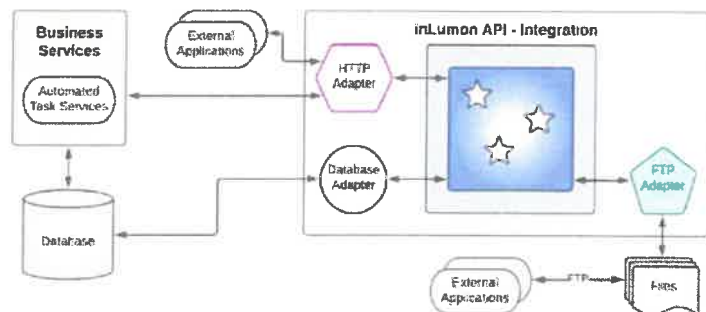 Business
Services
Automated
Task Services
External
Applications
inLumon API - Integration
HTTP
Adapter
Database
Adapter
FTP
Adapter
Database
External
Applications
FTP
Files